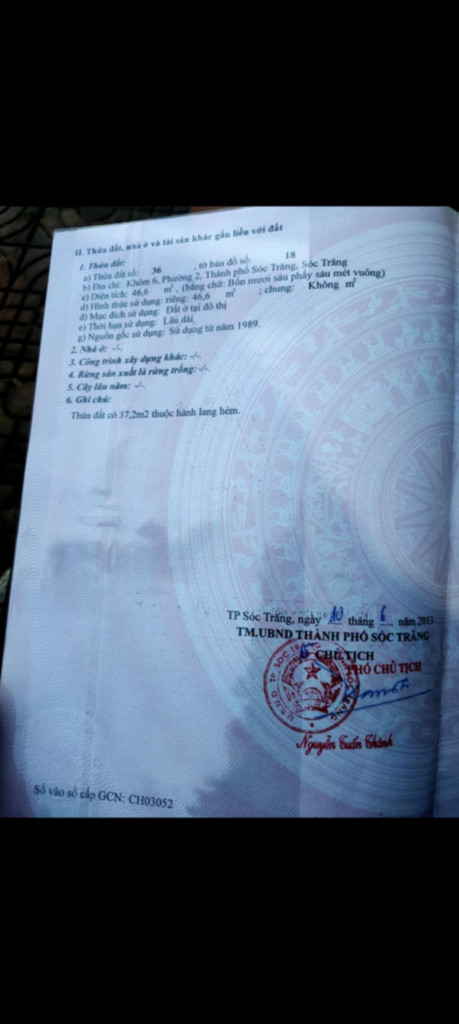 II. Thửa đất, nhà ở và tài sản khác gắn liền với đất
1. Thửa đất:
a) Thửa đất số: 36 , tờ bản đồ số: 18
b) Địa chỉ: Khóm 6, Phường 2, Thành phố Sóc Trăng, Sóc Trăng
c) Diện tích: 46,6 m², (bằng chữ: Bốn mươi sáu phẩy sáu mét vuông)
d) Hình thức sử dụng: riêng: 46,6 m² ; chung: Không m²
đ) Mục đích sử dụng: Đất ở tại đô thị
e) Thời hạn sử dụng: Lâu dài
g) Nguồn gốc sử dụng: Sử dụng từ năm 1989.
2. Nhà ở: -/-
3. Công trình xây dựng khác: -/-
4. Rừng sản xuất là rừng trồng: -/-
5. Cây lâu năm: -/-
6. Ghi chú:
Thửa đất có 37,2m2 thuộc hành lang hẻm.
TP Sóc Trăng, ngày 10 tháng 6 năm 2013
TM.UBND THÀNH PHỐ SÓC TRĂNG
CHỦ TỊCH
PHÓ CHỦ TỊCH
Nguyễn Tuấn Thành
Số vào sổ cấp GCN: CH03052